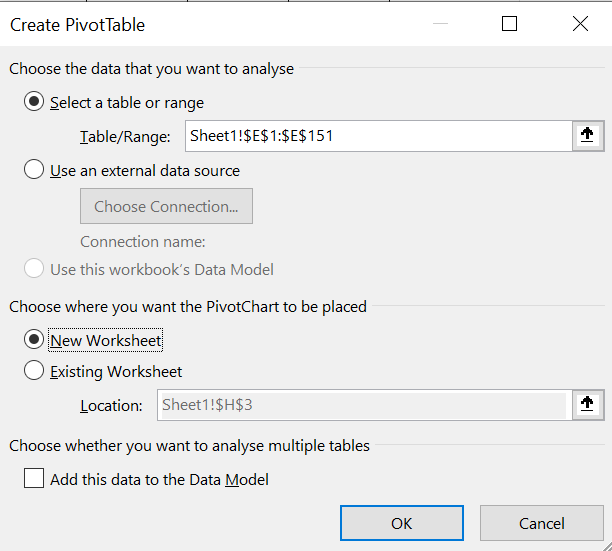 Create PivotTable
Choose the data that you want to analyse
Select a table or range
Table/Range: Sheet1!$E$1:$E$151
Use an external data source
Choose Connection...
Connection name:
Use this workbook's Data Model
Choose where you want the PivotChart to be placed
New Worksheet
Existing Worksheet
Location: Sheet1!$H$3
Choose whether you want to analyse multiple tables
Add this data to the Data Model
OK Cancel